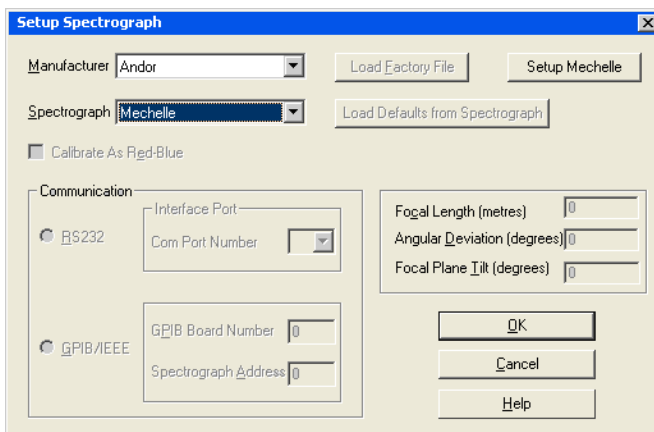 Setup Spectrograph
Manufacturer Andor Load Factory File Setup Mechelle
Spectrograph Mechelle Load Defaults from Spectrograph
Calibrate As Red-Blue
Communication
Interface Port
RS232 Com Port Number
GPIB/IEEE
GPIB Board Number 0
Spectrograph Address 0
Focal Length (metres) 0
Angular Deviation (degrees) 0
Focal Plane Tilt (degrees) 0
OK
Cancel
Help